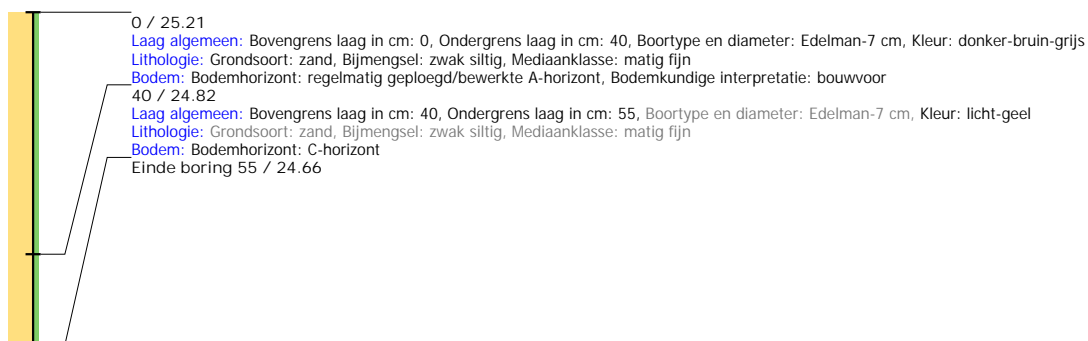 0 / 25.21
Laag algemeen: Bovengrens laag in cm: 0, Ondergrens laag in cm: 40, Boortype en diameter: Edelman-7 cm, Kleur: donker-bruin-grijs
Lithologie: Grondsoort: zand, Bijmengsel: zwak siltig, Mediaanklasse: matig fijn
Bodem: Bodemhorizont: regelmatig geploegd/bewerkte A-horizont, Bodemkundige interpretatie: bouwvoor
40 / 24.82
Laag algemeen: Bovengrens laag in cm: 40, Ondergrens laag in cm: 55, Boortype en diameter: Edelman-7 cm, Kleur: licht-geel
Lithologie: Grondsoort: zand, Bijmengsel: zwak siltig, Mediaanklasse: matig fijn
Bodem: Bodemhorizont: C-horizont
Einde boring 55 / 24.66